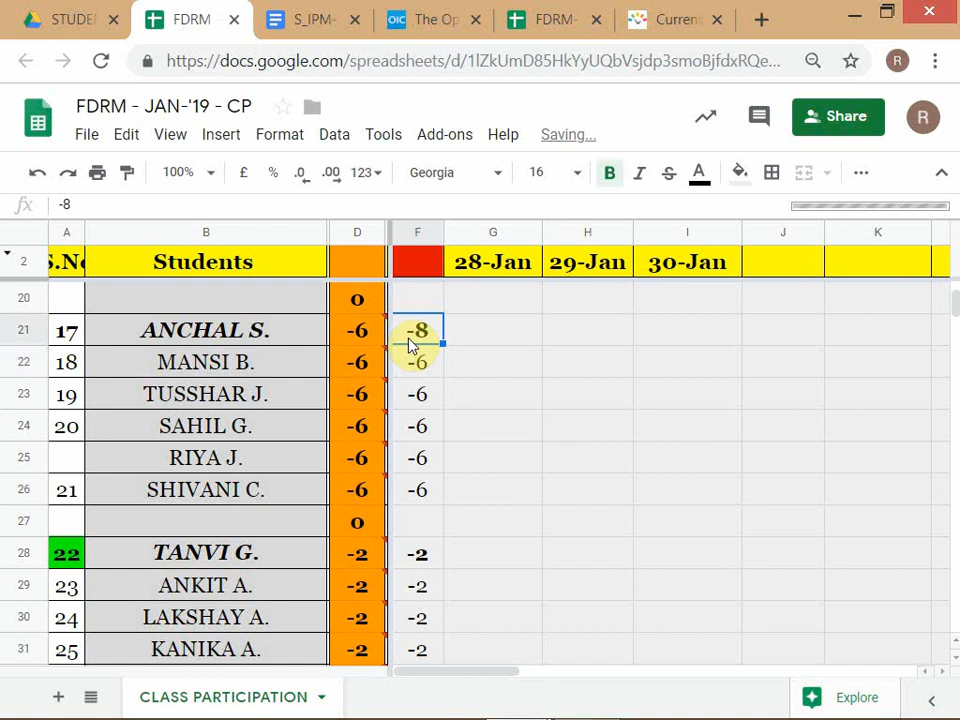 STUDE
FDRM -
S_IPM-
OIC The Op
FDRM-
Current
https://docs.google.com/spreadsheets/d/1lZkUmD85HkYyUQbVsjdp3smoBjfdxRQe...
R
FDRM - JAN-'19 - CP
Share
R
File Edit View Insert Format Data Tools Add-ons Help Saving...
100% £ % .0 .00 123 Georgia 16 B I S A ...
fx -8
A B D F G H I J K
2 S.No Students 28-Jan 29-Jan 30-Jan
20 0
21 17 ANCHAL S. -6 -8
22 18 MANSI B. -6 -6
23 19 TUSSHAR J. -6 -6
24 20 SAHIL G. -6 -6
25 RIYA J. -6 -6
26 21 SHIVANI C. -6 -6
27 0
28 22 TANVI G. -2 -2
29 23 ANKIT A. -2 -2
30 24 LAKSHAY A. -2 -2
31 25 KANIKA A. -2 -2
CLASS PARTICIPATION
Explore